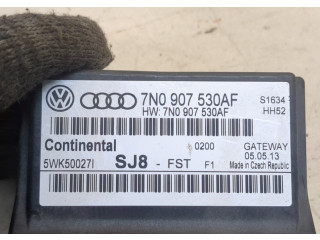 7N0 907 530AF
HW: 7N0 907 530AF
S1634
HH52
Continental
0200
GATEWAY
5WK50027I
SJ8 - FST F1
05.05.13
Made in Czech Republic